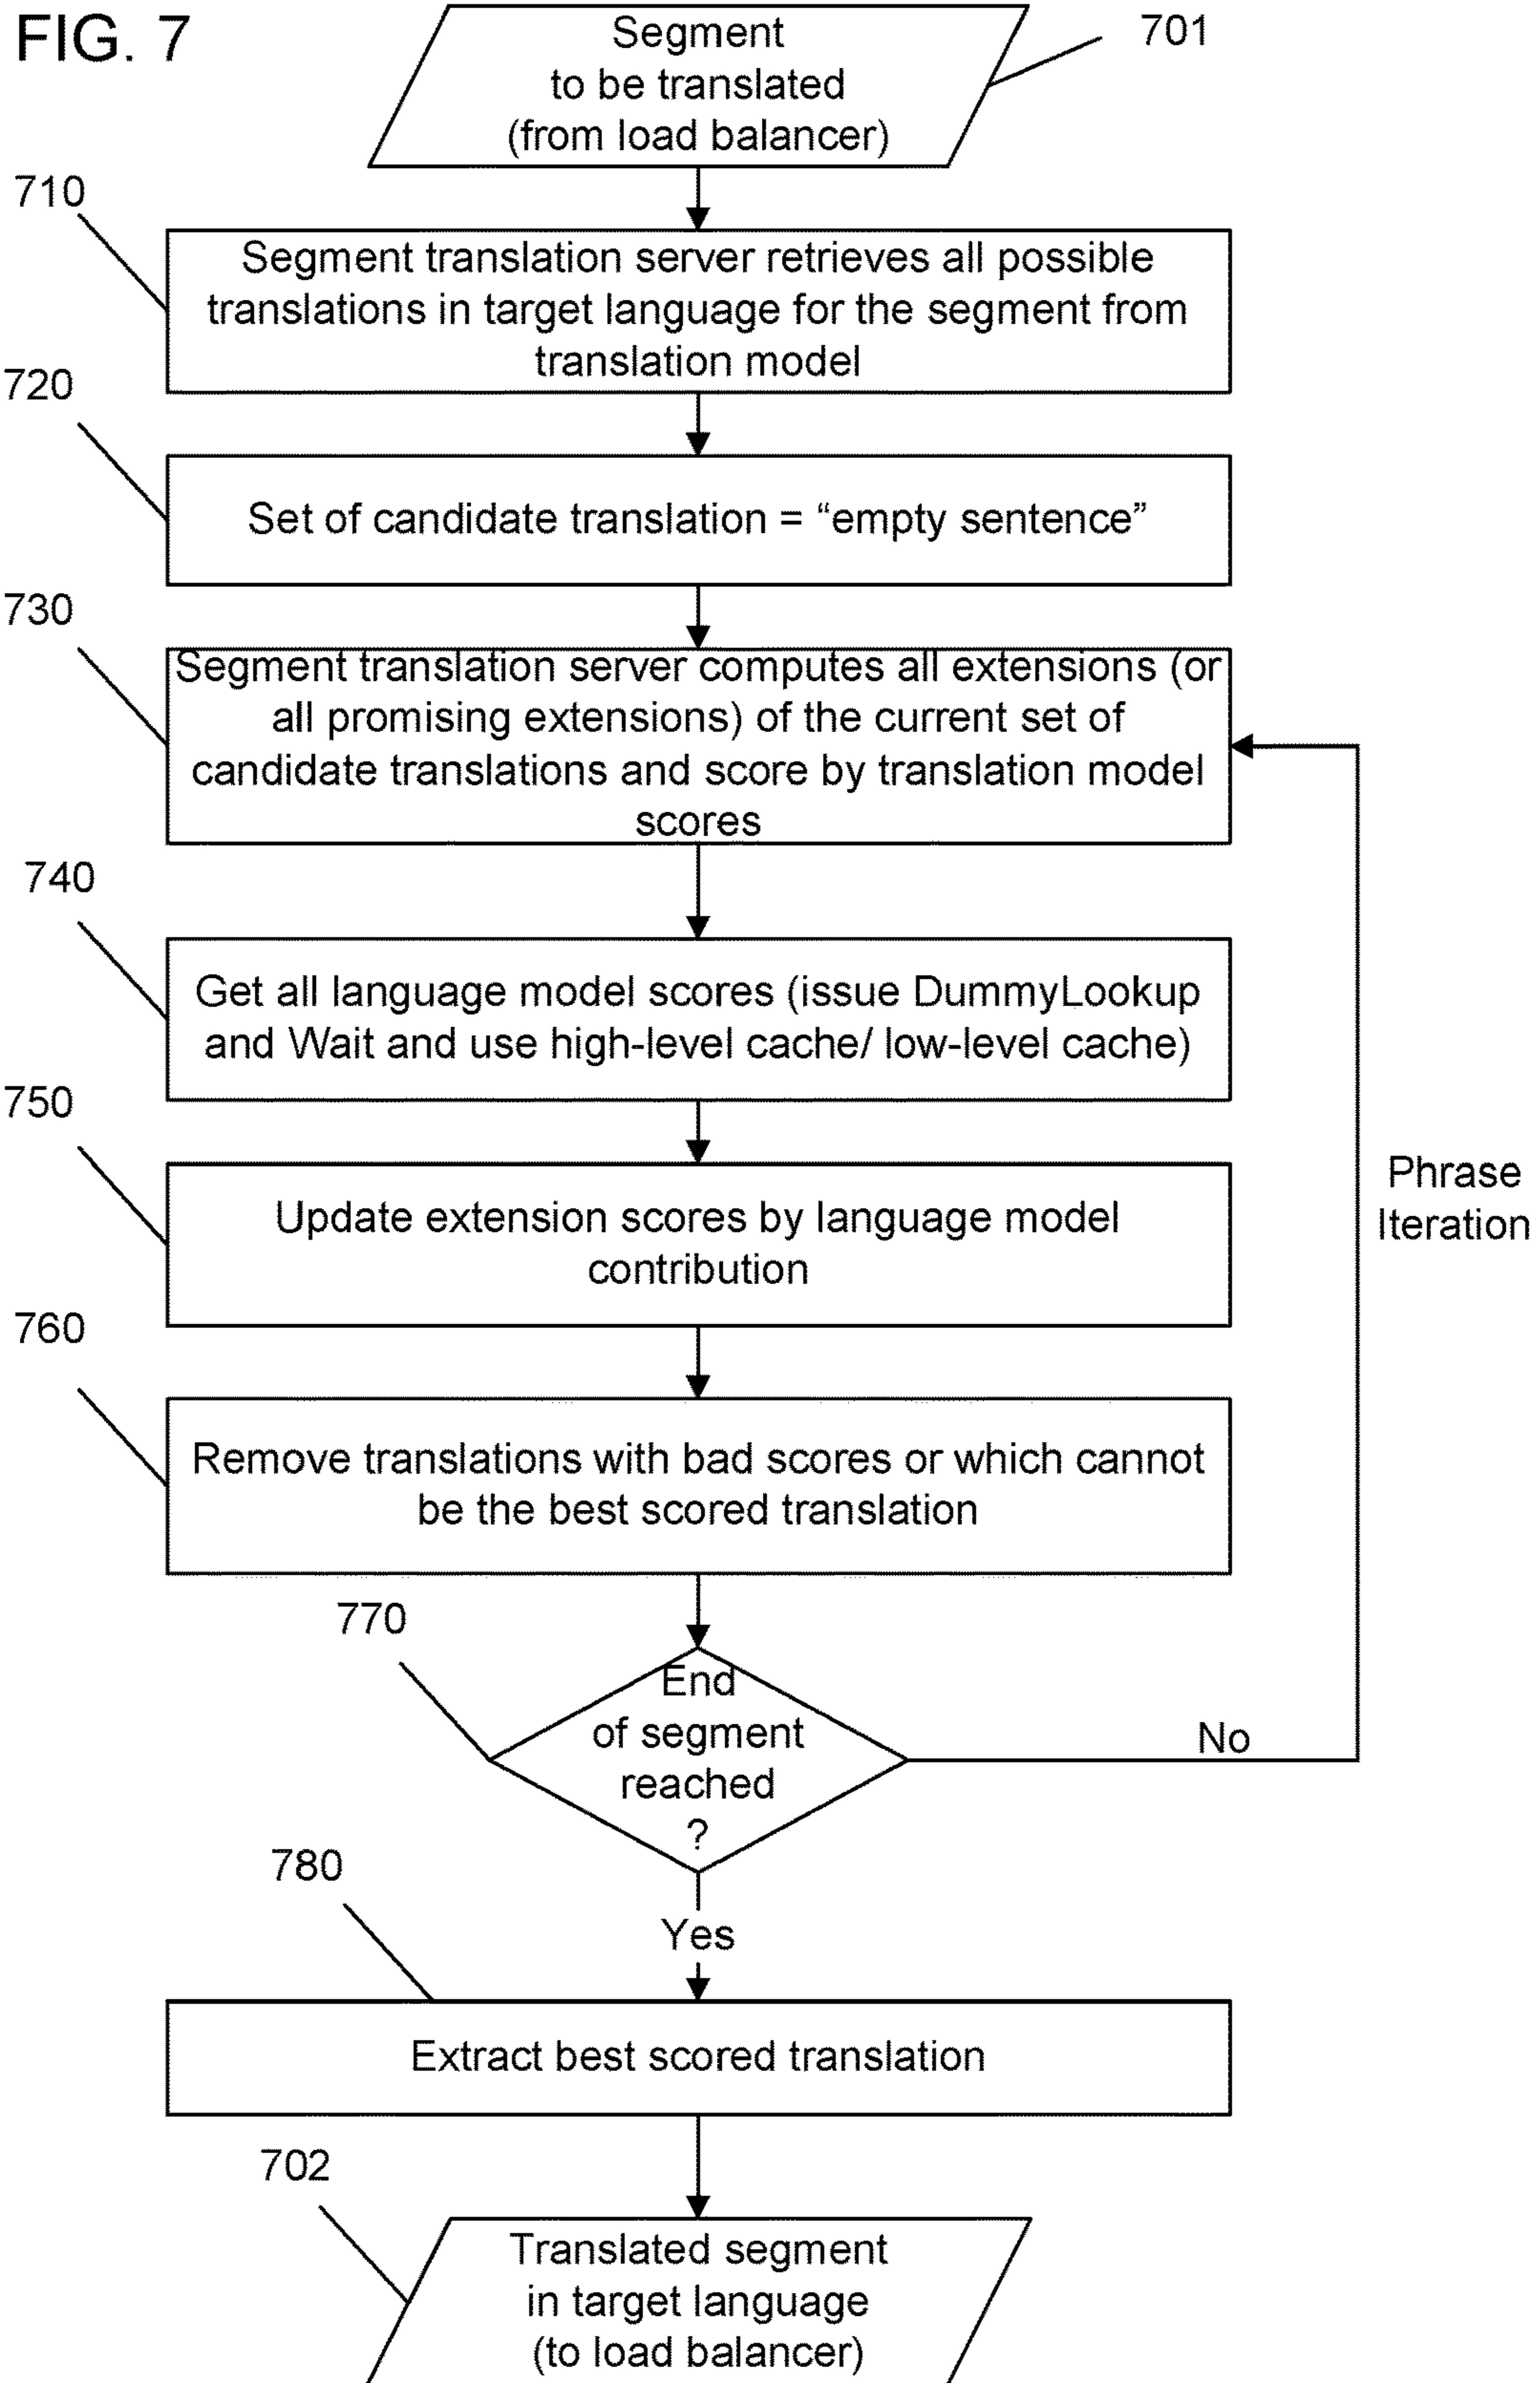 FIG. 7
Segment
to be translated
(from load balancer)
701
710
Segment translation server retrieves all possible
translations in target language for the segment from
translation model
720
Set of candidate translation = “empty sentence”
730
Segment translation server computes all extensions (or
all promising extensions) of the current set of
candidate translations and score by translation model
scores
740
Get all language model scores (issue DummyLookup
and Wait and use high-level cache/ low-level cache)
750
Update extension scores by language model
contribution
Phrase
Iteration
760
Remove translations with bad scores or which cannot
be the best scored translation
770
End
of segment
reached
?
No
780
Yes
Extract best scored translation
702
Translated segment
in target language
(to load balancer)